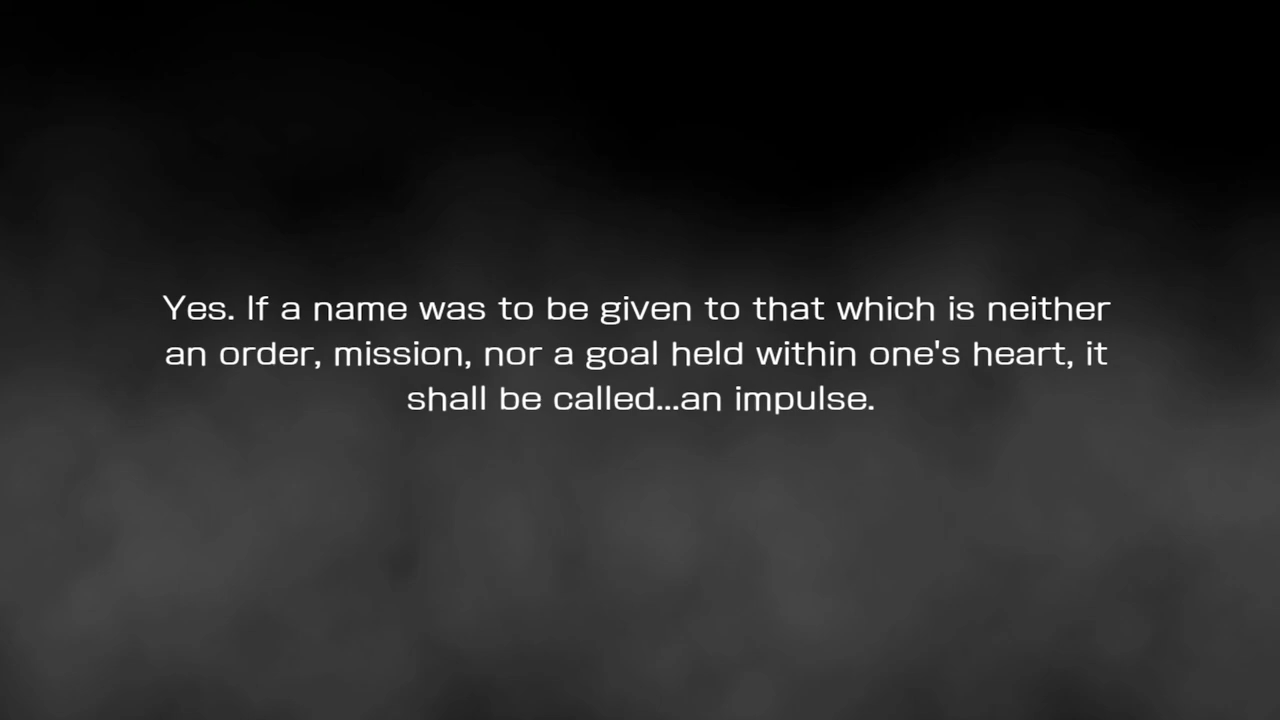 Yes. If a name was to be given to that which is neither
an order, mission, nor a goal held within one's heart, it
shall be called...an impulse.